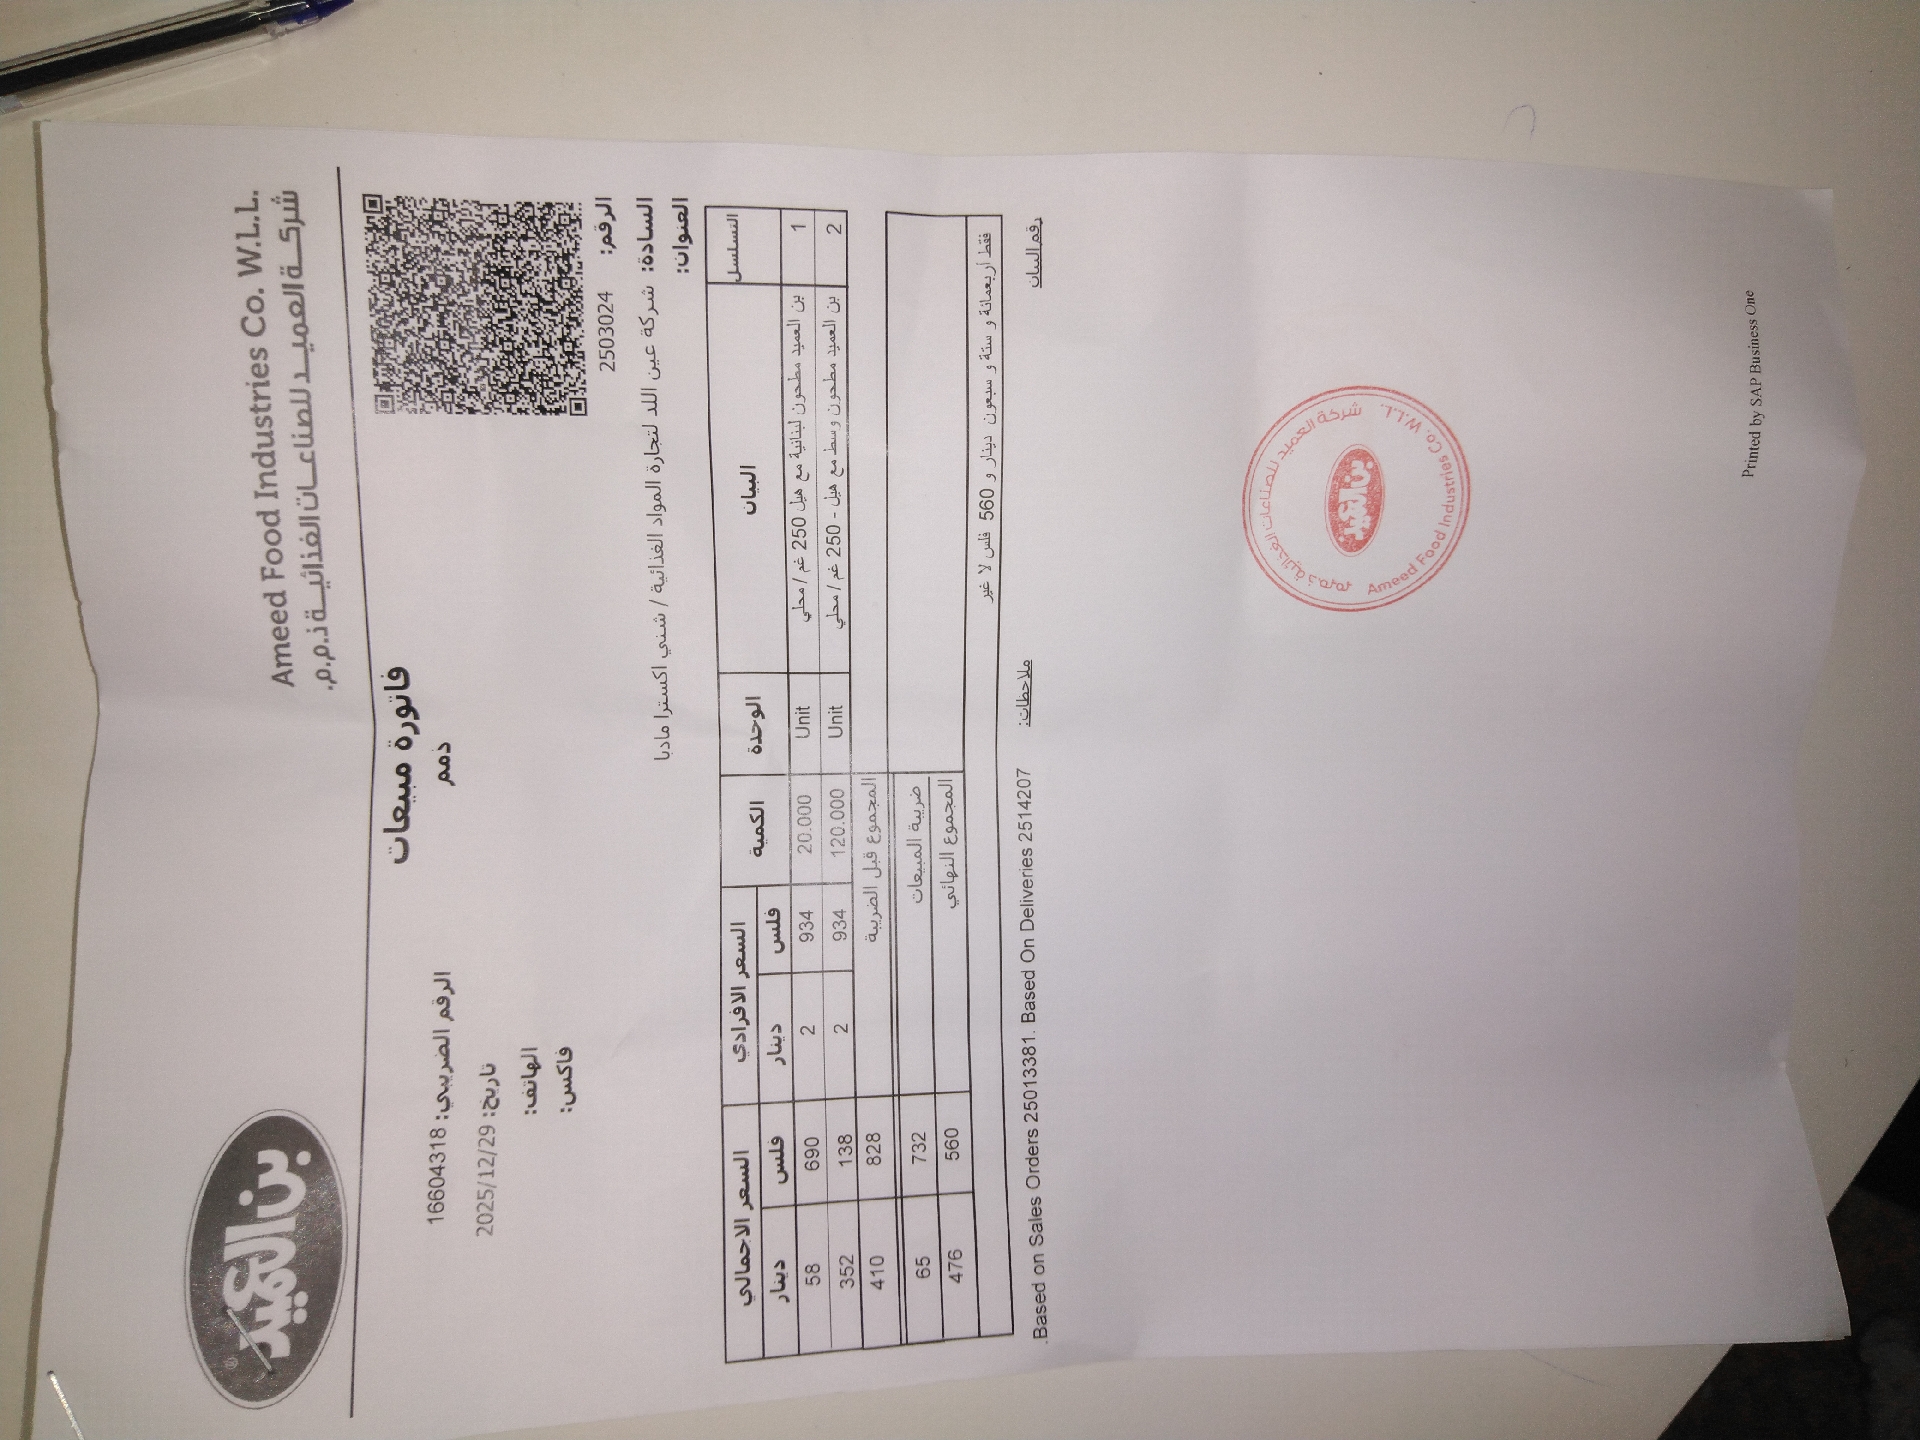 بن العميد
®
Ameed Food Industries Co. W.L.L.
شركة العميد للصناعات الغذائية ذ.م.م.
فاتورة مبيعات
ذمم
الرقم الضريبي: 16604318
تاريخ: 2025/12/29
الهاتف:
فاكس:
الرقم: 2503024
السادة: شركة عين اللد لتجارة المواد الغذائية / شني اكسترا مادبا
العنوان:
التسلسل البيان الوحدة الكمية السعر الافرادي السعر الاجمالي
دينار فلس دينار فلس
1 بن العميد مطحون لبنانية مع هيل 250 غم / محلي Unit 20.000 934 2 690 58
2 بن العميد مطحون وسط مع هيل - 250 غم / محلي Unit 120.000 934 2 138 352
المجموع قبل الضريبة 828 410
ضريبة المبيعات 732 65
المجموع النهائي 560 476
فقط أربعمائة و ستة و سبعون دينار و 560 فلس لا غير
رقم البيان
ملاحظات:
Based on Sales Orders 25013381. Based On Deliveries 2514207.
شركة العميد للصناعات الغذائية ذ.م.م
بن العميد
Ameed Food Industries Co. W.L.L.
Printed by SAP Business One